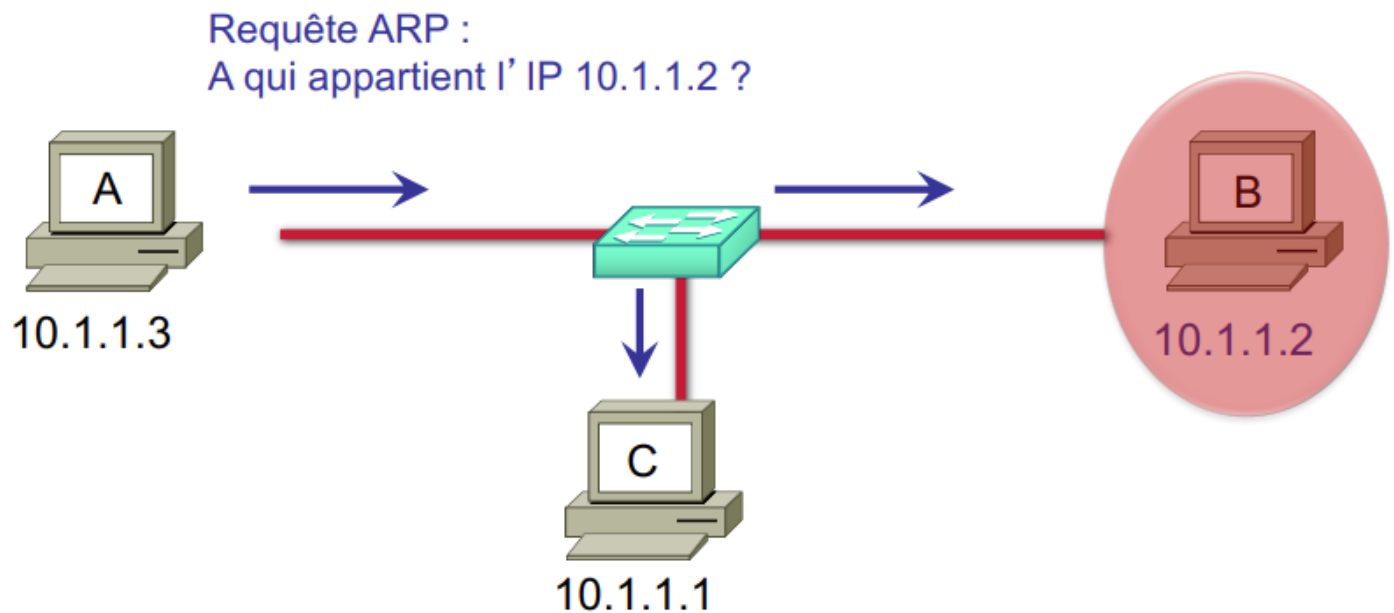 Requête ARP :
A qui appartient l’ IP 10.1.1.2 ?
A
B
10.1.1.3
10.1.1.2
C
10.1.1.1